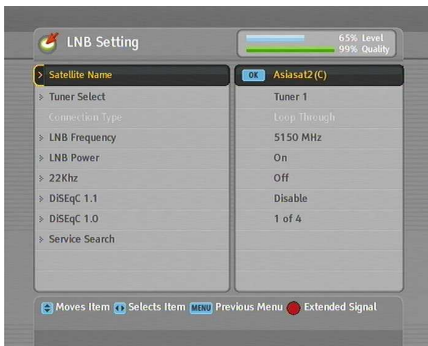 LNB Setting
65% Level
99% Quality
Satellite Name OK Asiasat2(C)
Tuner Select Tuner 1
Connection Type Loop Through
LNB Frequency 5150 MHz
LNB Power On
22Khz Off
DiSEqC 1.1 Disable
DiSEqC 1.0 1 of 4
Service Search
Moves Item Selects Item MENU Previous Menu Extended Signal